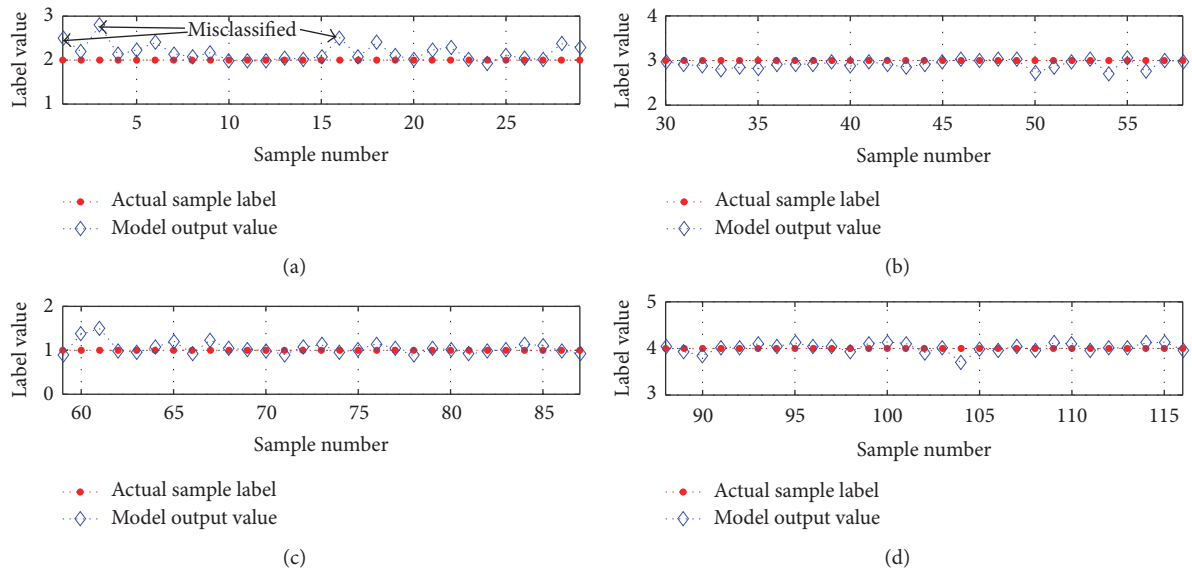 3
2
1
Label value
Misclassified
5 10 15 20 25
Sample number
Actual sample label
Model output value
(a)
4
3
2
Label value
30 35 40 45 50 55
Sample number
Actual sample label
Model output value
(b)
2
1
0
Label value
60 65 70 75 80 85
Sample number
Actual sample label
Model output value
(c)
5
4
3
Label value
90 95 100 105 110 115
Sample number
Actual sample label
Model output value
(d)